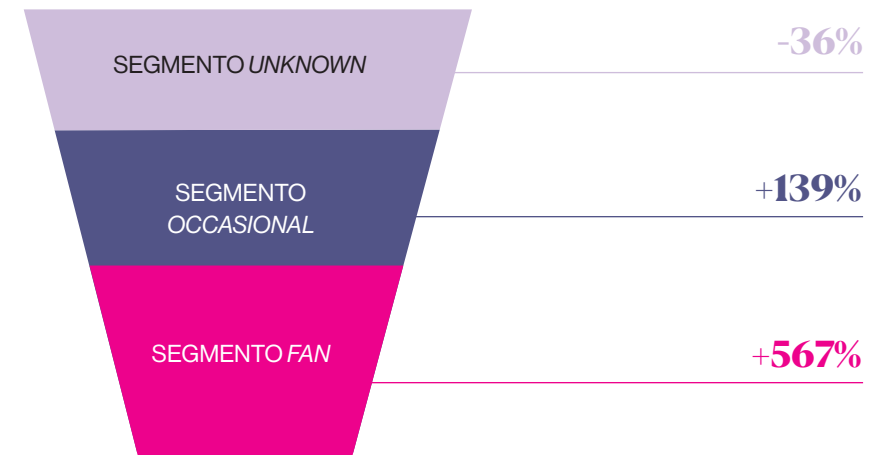 SEGMENTO UNKNOWN
-36%
SEGMENTO
OCCASIONAL
+139%
SEGMENTO FAN
+567%